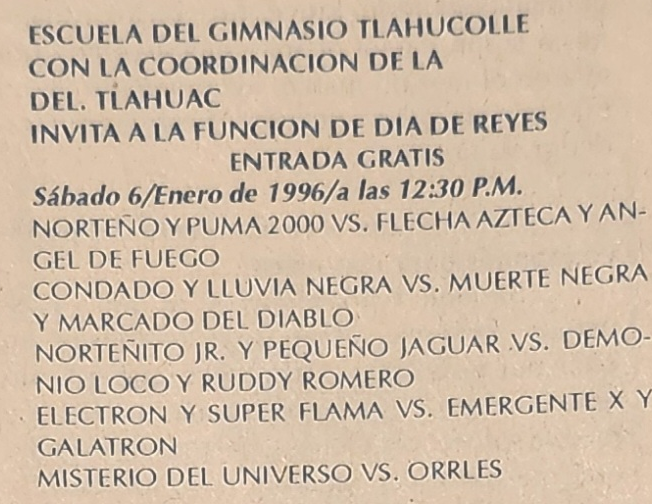 ESCUELA DEL GIMNASIO TLAHUCOLLE
CON LA COORDINACION DE LA
DEL. TLAHUAC
INVITA A LA FUNCION DE DIA DE REYES
ENTRADA GRATIS
Sábado 6/Enero de 1996/a las 12:30 P.M.
NORTEÑO Y PUMA 2000 VS. FLECHA AZTECA Y AN-
GEL DE FUEGO
CONDADO Y LLUVIA NEGRA VS. MUERTE NEGRA
Y MARCADO DEL DIABLO
NORTEÑITO JR. Y PEQUEÑO JAGUAR VS. DEMO-
NIO LOCO Y RUDDY ROMERO
ELECTRON Y SUPER FLAMA VS. EMERGENTE X Y
GALATRON
MISTERIO DEL UNIVERSO VS. ORRLES